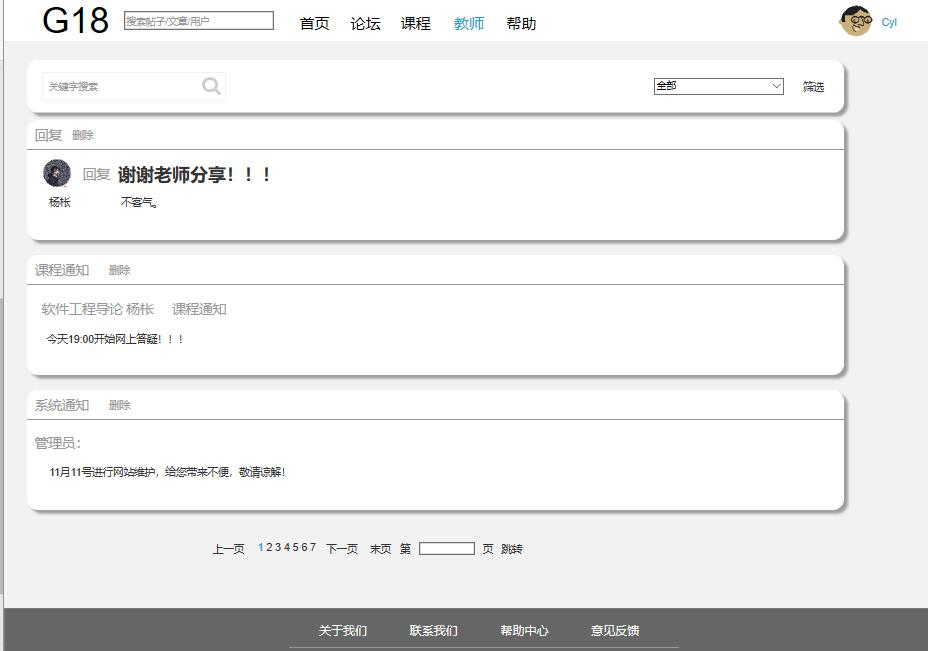 G18 搜索帖子/文章/用户 首页 论坛 课程 教师 帮助 Cyl
关键字搜索 全部 筛选
回复 删除
回复 谢谢老师分享！！！
杨枨 不客气。
课程通知 删除
软件工程导论 杨枨 课程通知
今天19:00开始网上答疑！！！
系统通知 删除
管理员：
11月11号进行网站维护，给您带来不便，敬请谅解！
上一页 1 2 3 4 5 6 7 下一页 末页 第 页 跳转
关于我们 联系我们 帮助中心 意见反馈